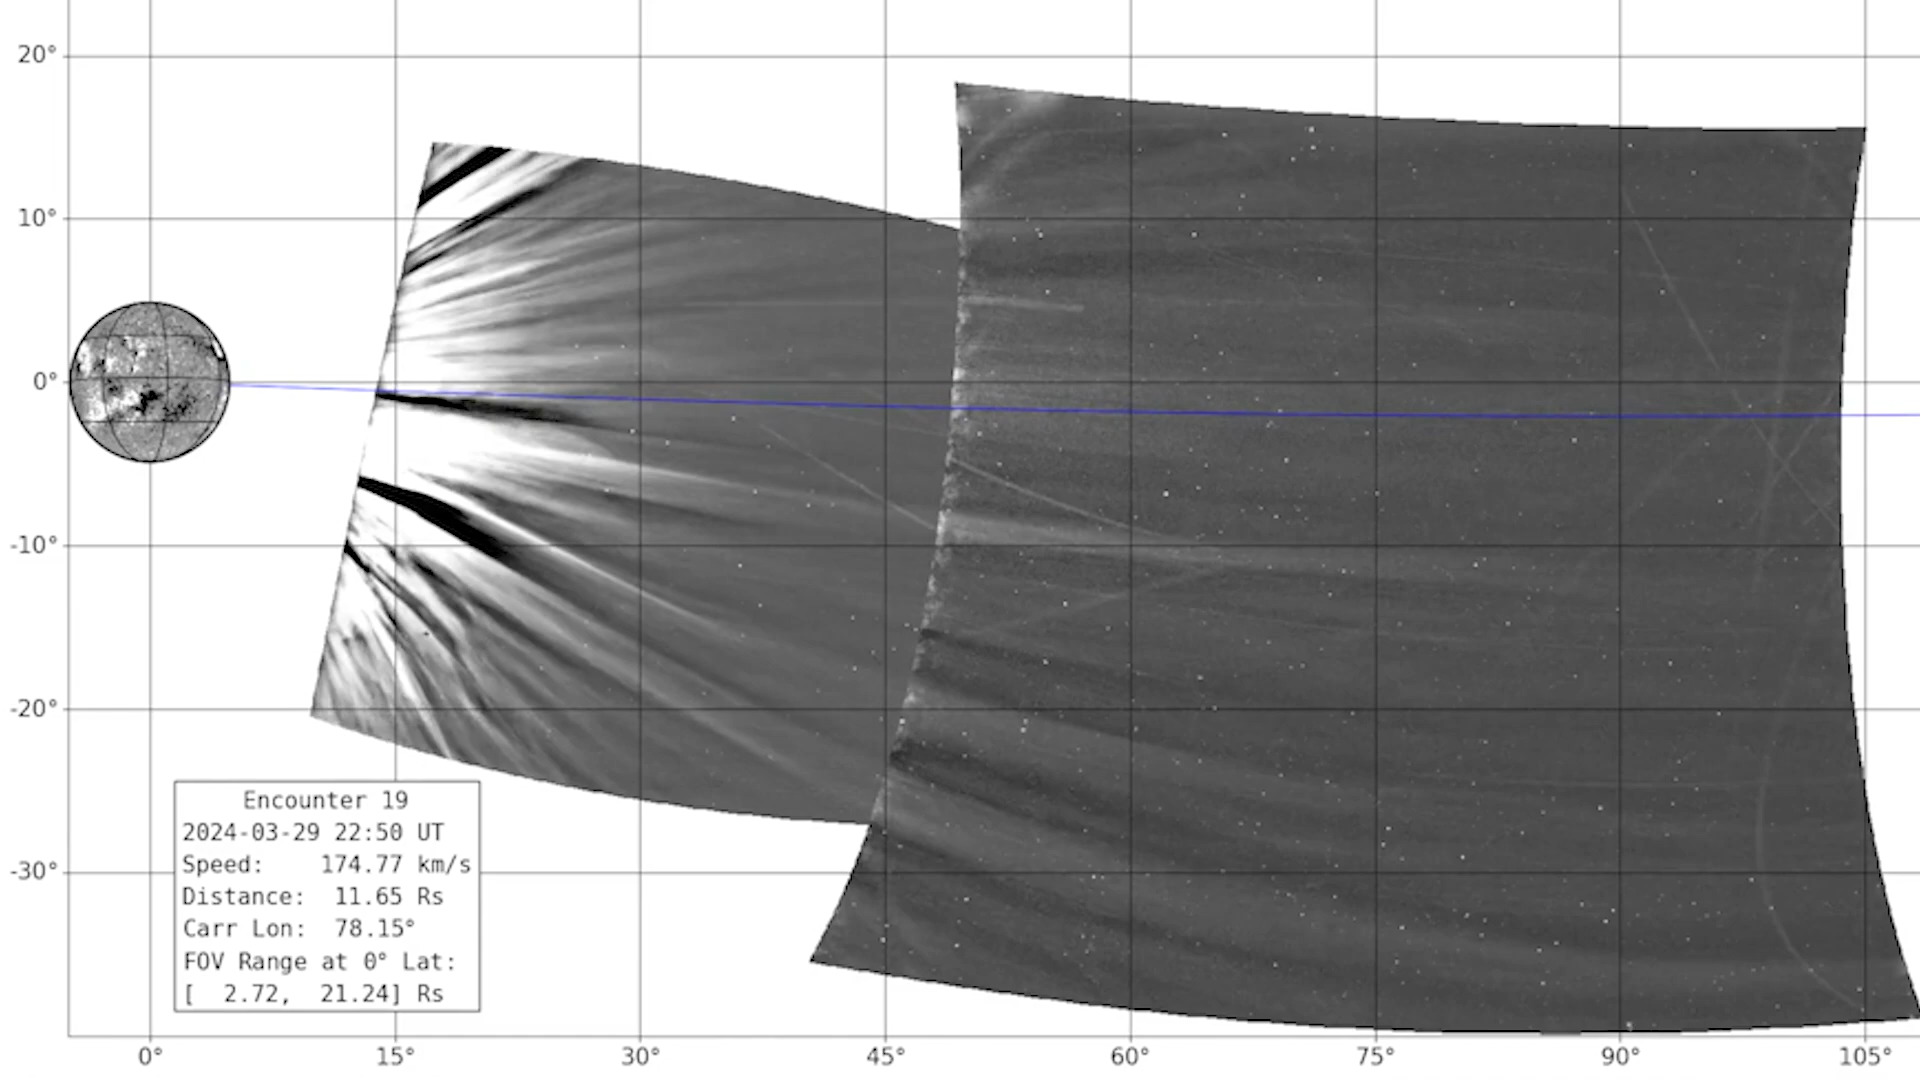 20°
10°
0°
-10°
-20°
-30°
Encounter 19
2024-03-29 22:50 UT
Speed: 174.77 km/s
Distance: 11.65 Rs
Carr Lon: 78.15°
FOV Range at 0° Lat:
[ 2.72, 21.24] Rs
0° 15° 30° 45° 60° 75° 90° 105°